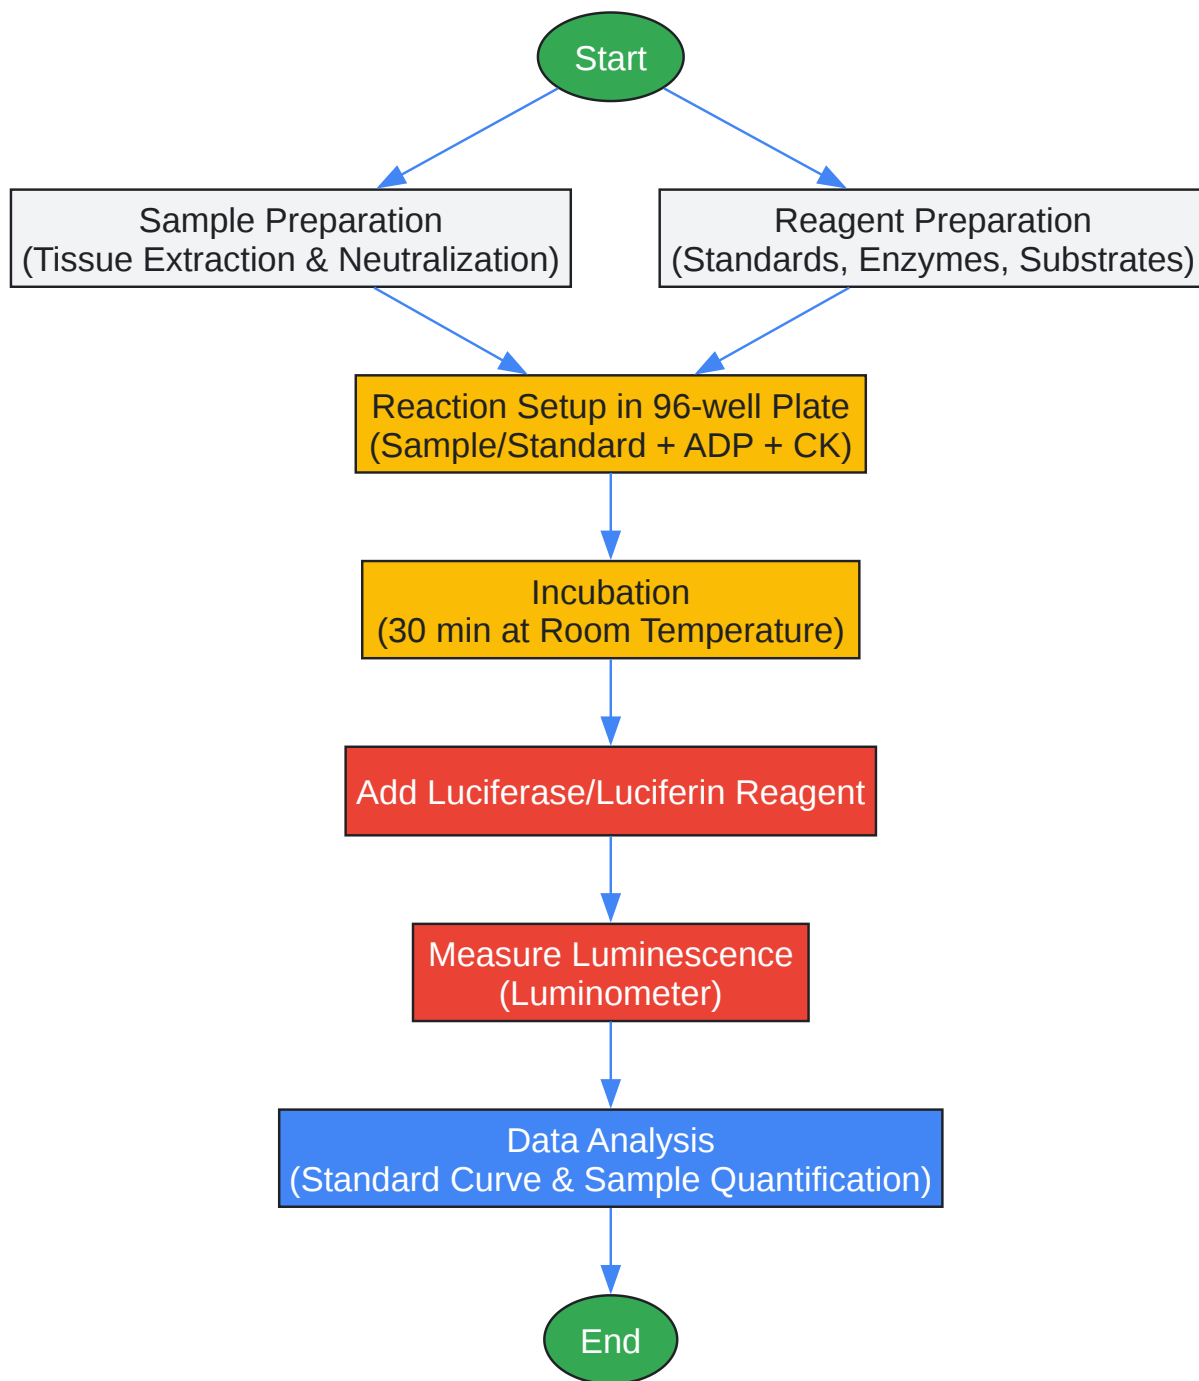 Start
Sample Preparation
(Tissue Extraction & Neutralization)
Reagent Preparation
(Standards, Enzymes, Substrates)
Reaction Setup in 96-well Plate
(Sample/Standard + ADP + CK)
Incubation
(30 min at Room Temperature)
Add Luciferase/Luciferin Reagent
Measure Luminescence
(Luminometer)
Data Analysis
(Standard Curve & Sample Quantification)
End